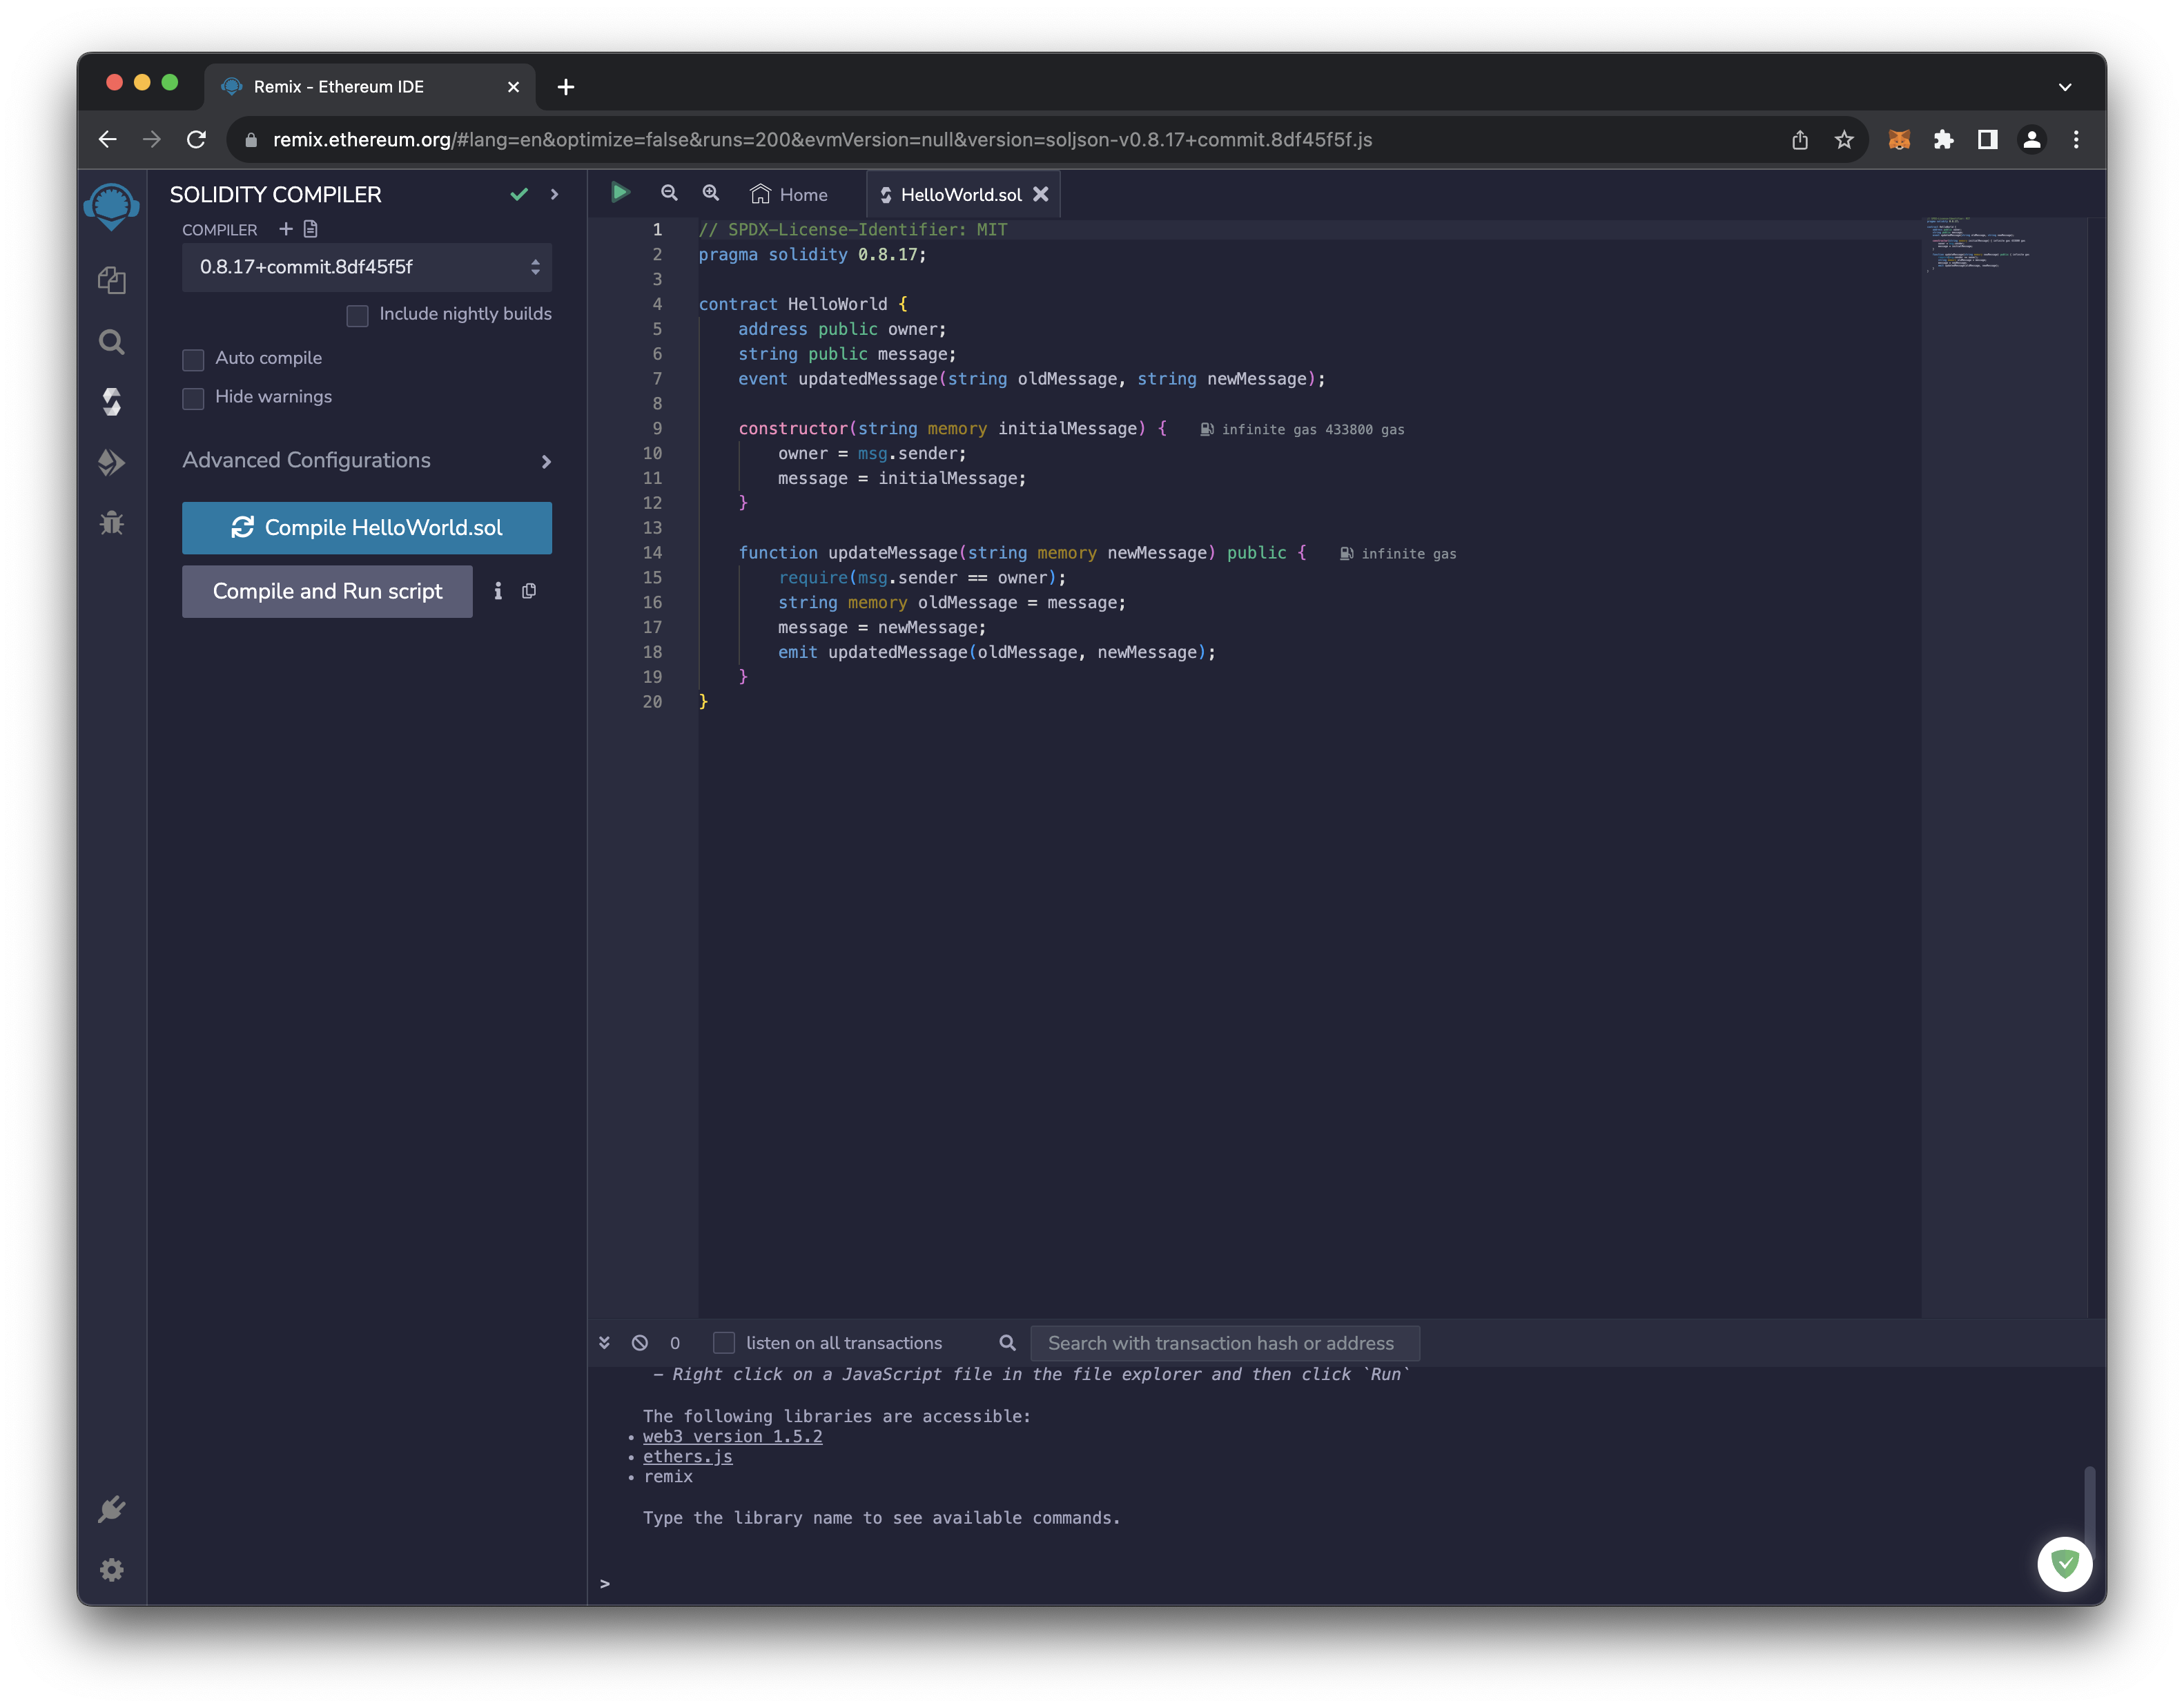 Remix - Ethereum IDE
remix.ethereum.org/#lang=en&optimize=false&runs=200&evmVersion=null&version=soljson-v0.8.17+commit.8df45f5f.js
SOLIDITY COMPILER
COMPILER
0.8.17+commit.8df45f5f
Include nightly builds
Auto compile
Hide warnings
Advanced Configurations
Compile HelloWorld.sol
Compile and Run script
Home
HelloWorld.sol
1 // SPDX-License-Identifier: MIT
2 pragma solidity 0.8.17;
3
4 contract HelloWorld {
5 address public owner;
6 string public message;
7 event updatedMessage(string oldMessage, string newMessage);
8
9 constructor(string memory initialMessage) { infinite gas 433800 gas
10 owner = msg.sender;
11 message = initialMessage;
12 }
13
14 function updateMessage(string memory newMessage) public { infinite gas
15 require(msg.sender == owner);
16 string memory oldMessage = message;
17 message = newMessage;
18 emit updatedMessage(oldMessage, newMessage);
19 }
20 }
0
listen on all transactions
Search with transaction hash or address
– Right click on a JavaScript file in the file explorer and then click `Run`
The following libraries are accessible:
• web3 version 1.5.2
• ethers.js
• remix
Type the library name to see available commands.
>